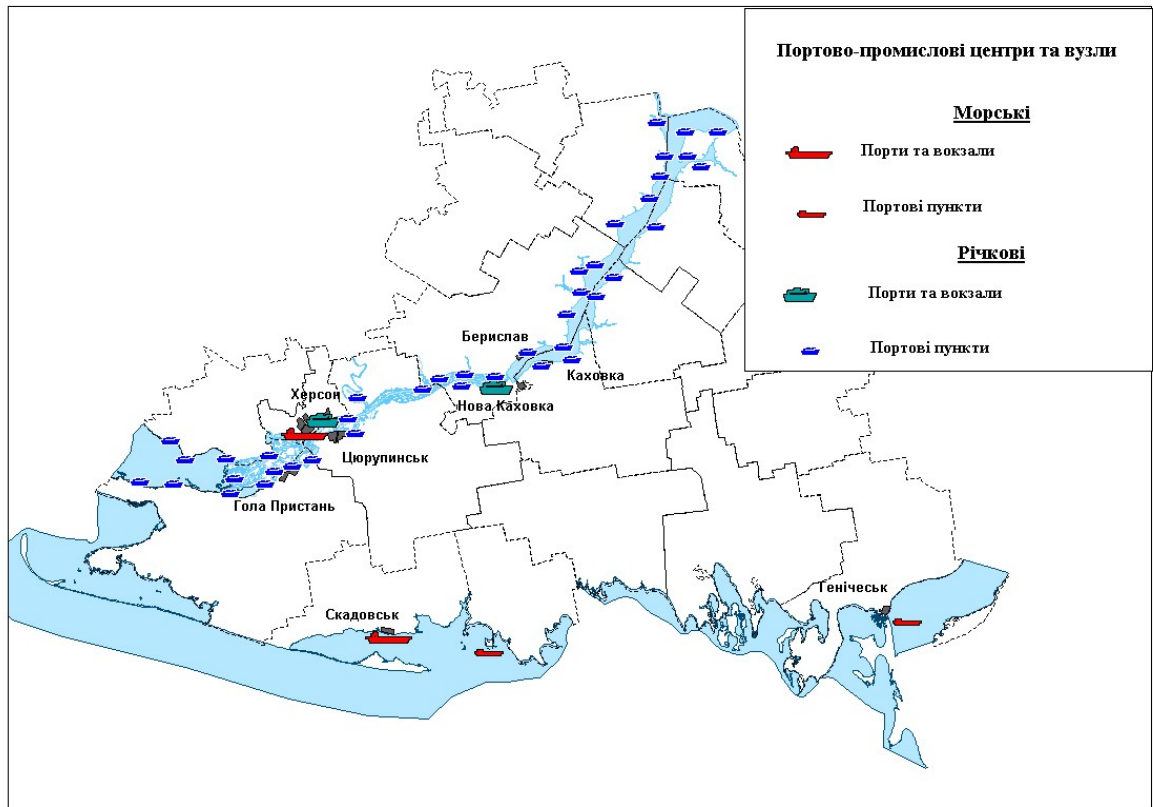 Портово-промислові центри та вузли
Морські
Порти та вокзали
Портові пункти
Річкові
Порти та вокзали
Портові пункти
Берислав
Каховка
Херсон
Нова Каховка
Цюрупинськ
Гола Пристань
Генічеськ
Скадовськ